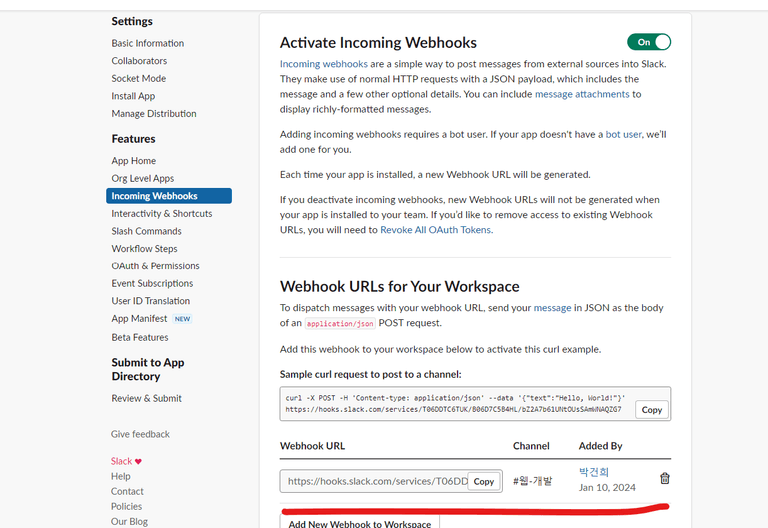 Settings
Basic Information
Collaborators
Socket Mode
Install App
Manage Distribution
Features
App Home
Org Level Apps
Incoming Webhooks
Interactivity & Shortcuts
Slash Commands
Workflow Steps
OAuth & Permissions
Event Subscriptions
User ID Translation
App Manifest NEW
Beta Features
Submit to App
Directory
Review & Submit
Give feedback
Slack
Help
Contact
Policies
Our Blog
Activate Incoming Webhooks
On
Incoming webhooks are a simple way to post messages from external sources into Slack.
They make use of normal HTTP requests with a JSON payload, which includes the
message and a few other optional details. You can include message attachments to
display richly-formatted messages.
Adding incoming webhooks requires a bot user. If your app doesn't have a bot user, we'll
add one for you.
Each time your app is installed, a new Webhook URL will be generated.
If you deactivate incoming webhooks, new Webhook URLs will not be generated when
your app is installed to your team. If you'd like to remove access to existing Webhook
URLs, you will need to Revoke All OAuth Tokens.
Webhook URLs for Your Workspace
To dispatch messages with your webhook URL, send your message in JSON as the body
of an application/json POST request.
Add this webhook to your workspace below to activate this curl example.
Sample curl request to post to a channel:
curl -X POST -H 'Content-type: application/json' --data '{"text":"Hello, World!"}'
Copy
Webhook URL Channel Added By
https://hooks.slack.com/services/T06DD Copy #웹-개발 박건희
Jan 10, 2024
Add New Webhook to Workspace